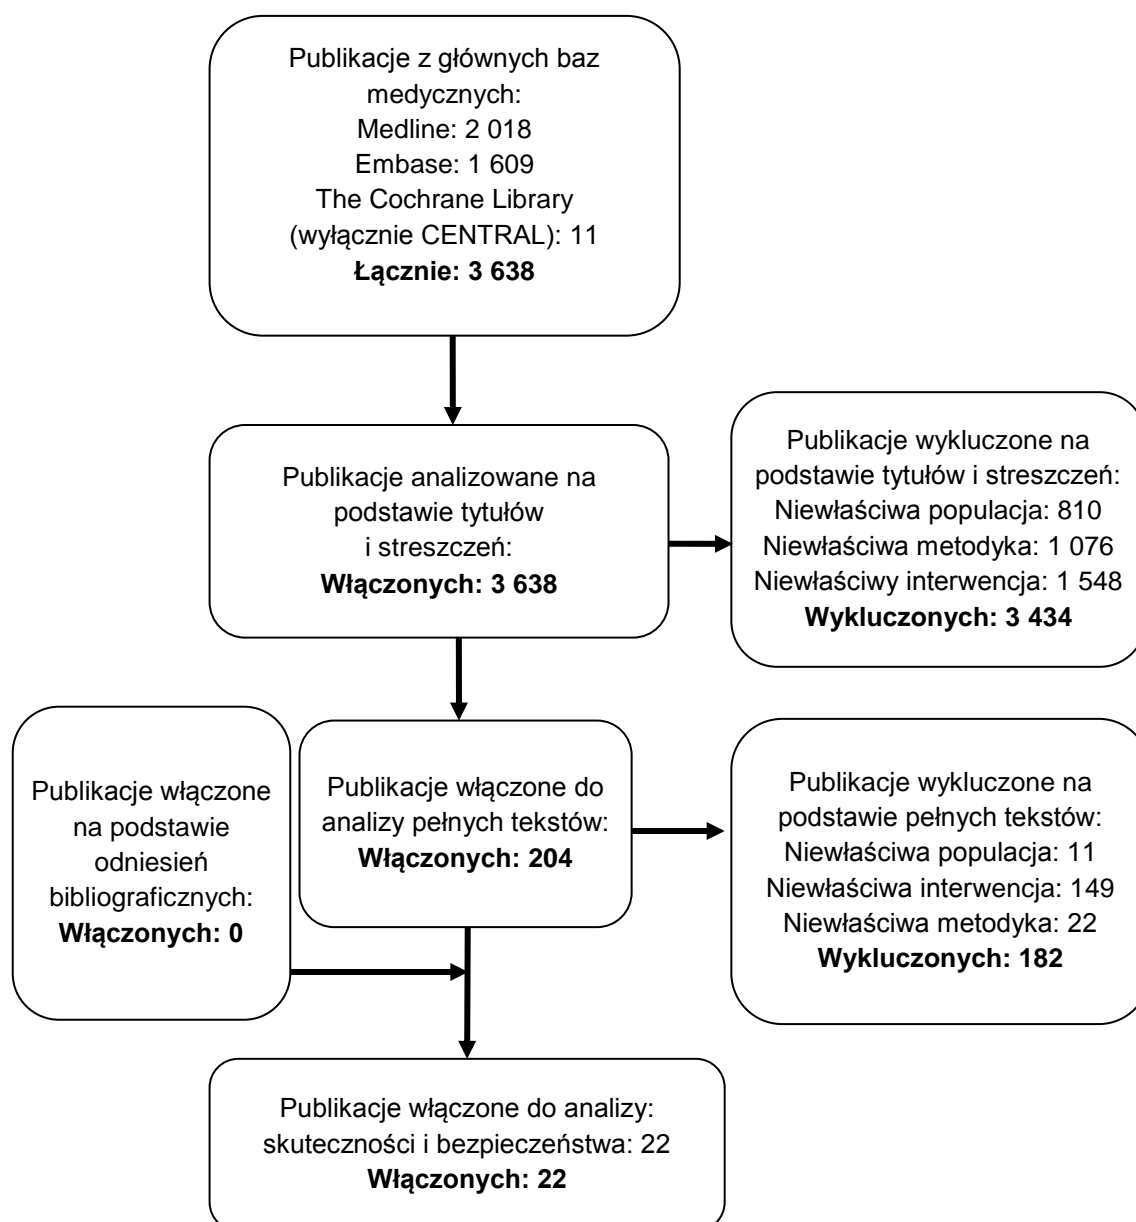 Publikacje z głównych baz
medycznych:
Medline: 2 018
Embase: 1 609
The Cochrane Library
(wyłącznie CENTRAL): 11
Łącznie: 3 638
Publikacje analizowane na
podstawie tytułów
i streszczeń:
Włączonych: 3 638
Publikacje wykluczone na
podstawie tytułów i streszczeń:
Niewłaściwa populacja: 810
Niewłaściwa metodyka: 1 076
Niewłaściwy interwencja: 1 548
Wykluczonych: 3 434
Publikacje włączone
na podstawie
odniesień
bibliograficznych:
Włączonych: 0
Publikacje włączone do
analizy pełnych tekstów:
Włączonych: 204
Publikacje wykluczone na
podstawie pełnych tekstów:
Niewłaściwa populacja: 11
Niewłaściwa interwencja: 149
Niewłaściwa metodyka: 22
Wykluczonych: 182
Publikacje włączone do analizy:
skuteczności i bezpieczeństwa: 22
Włączonych: 22